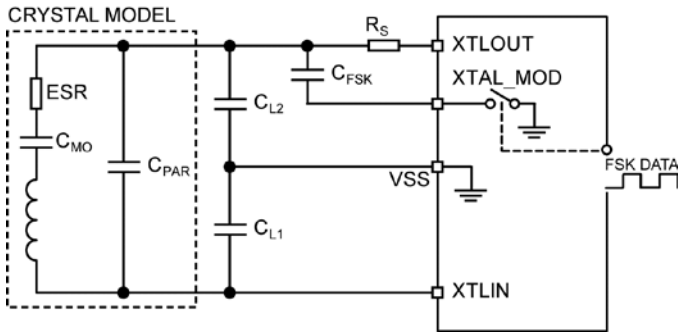 CRYSTAL MODEL
RS
XTLOUT
CFSK
XTAL_MOD
ESR
CL2
CMO
CPAR
FSK DATA
VSS
CL1
XTLIN